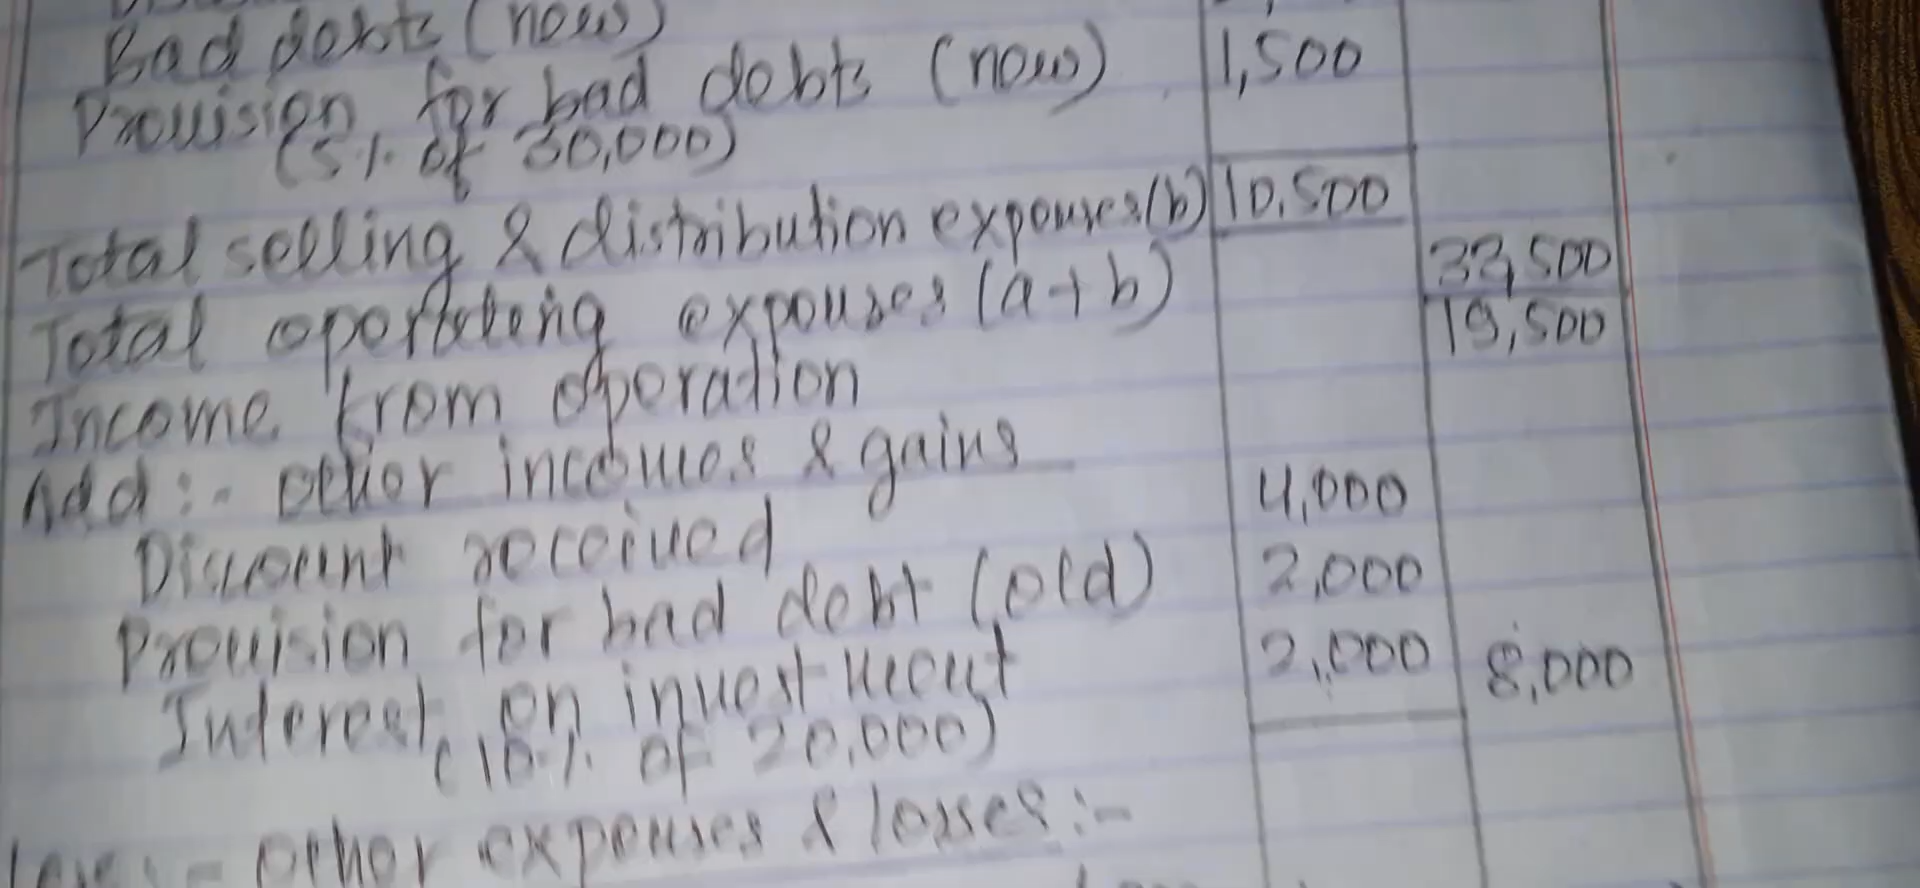 Bad debts (new)
Provision for bad debts (new) 1,500
(5% of 30,000)
Total selling & distribution expenses (b) 10,500
Total operating expenses (a+b) 33,500
Income from operation 19,500
Add:- other incomes & gains
Discount received 4,000
Provision for bad debt (old) 2,000
Interest on investment 2,000 8,000
(10% of 20,000)
Less:- other expenses & losses:-